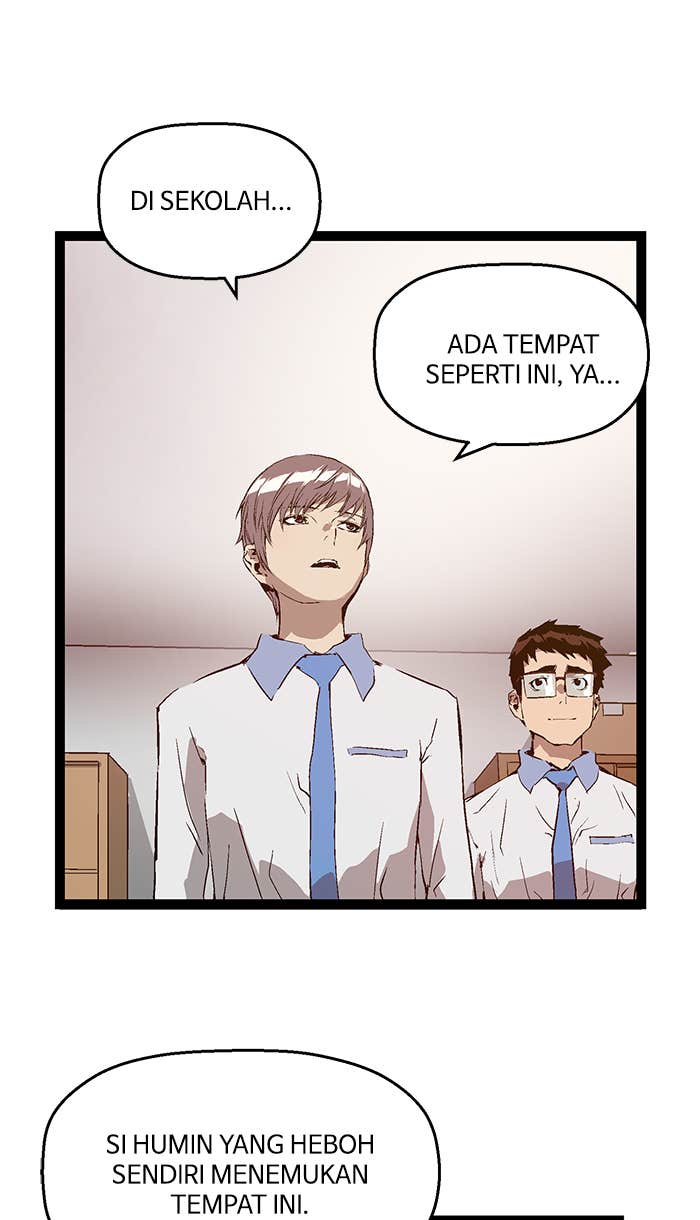 DI SEKOLAH...
ADA TEMPAT
SEPERTI INI, YA...
SI HUMIN YANG HEBOH
SENDIRI MENEMUKAN
TEMPAT INI.